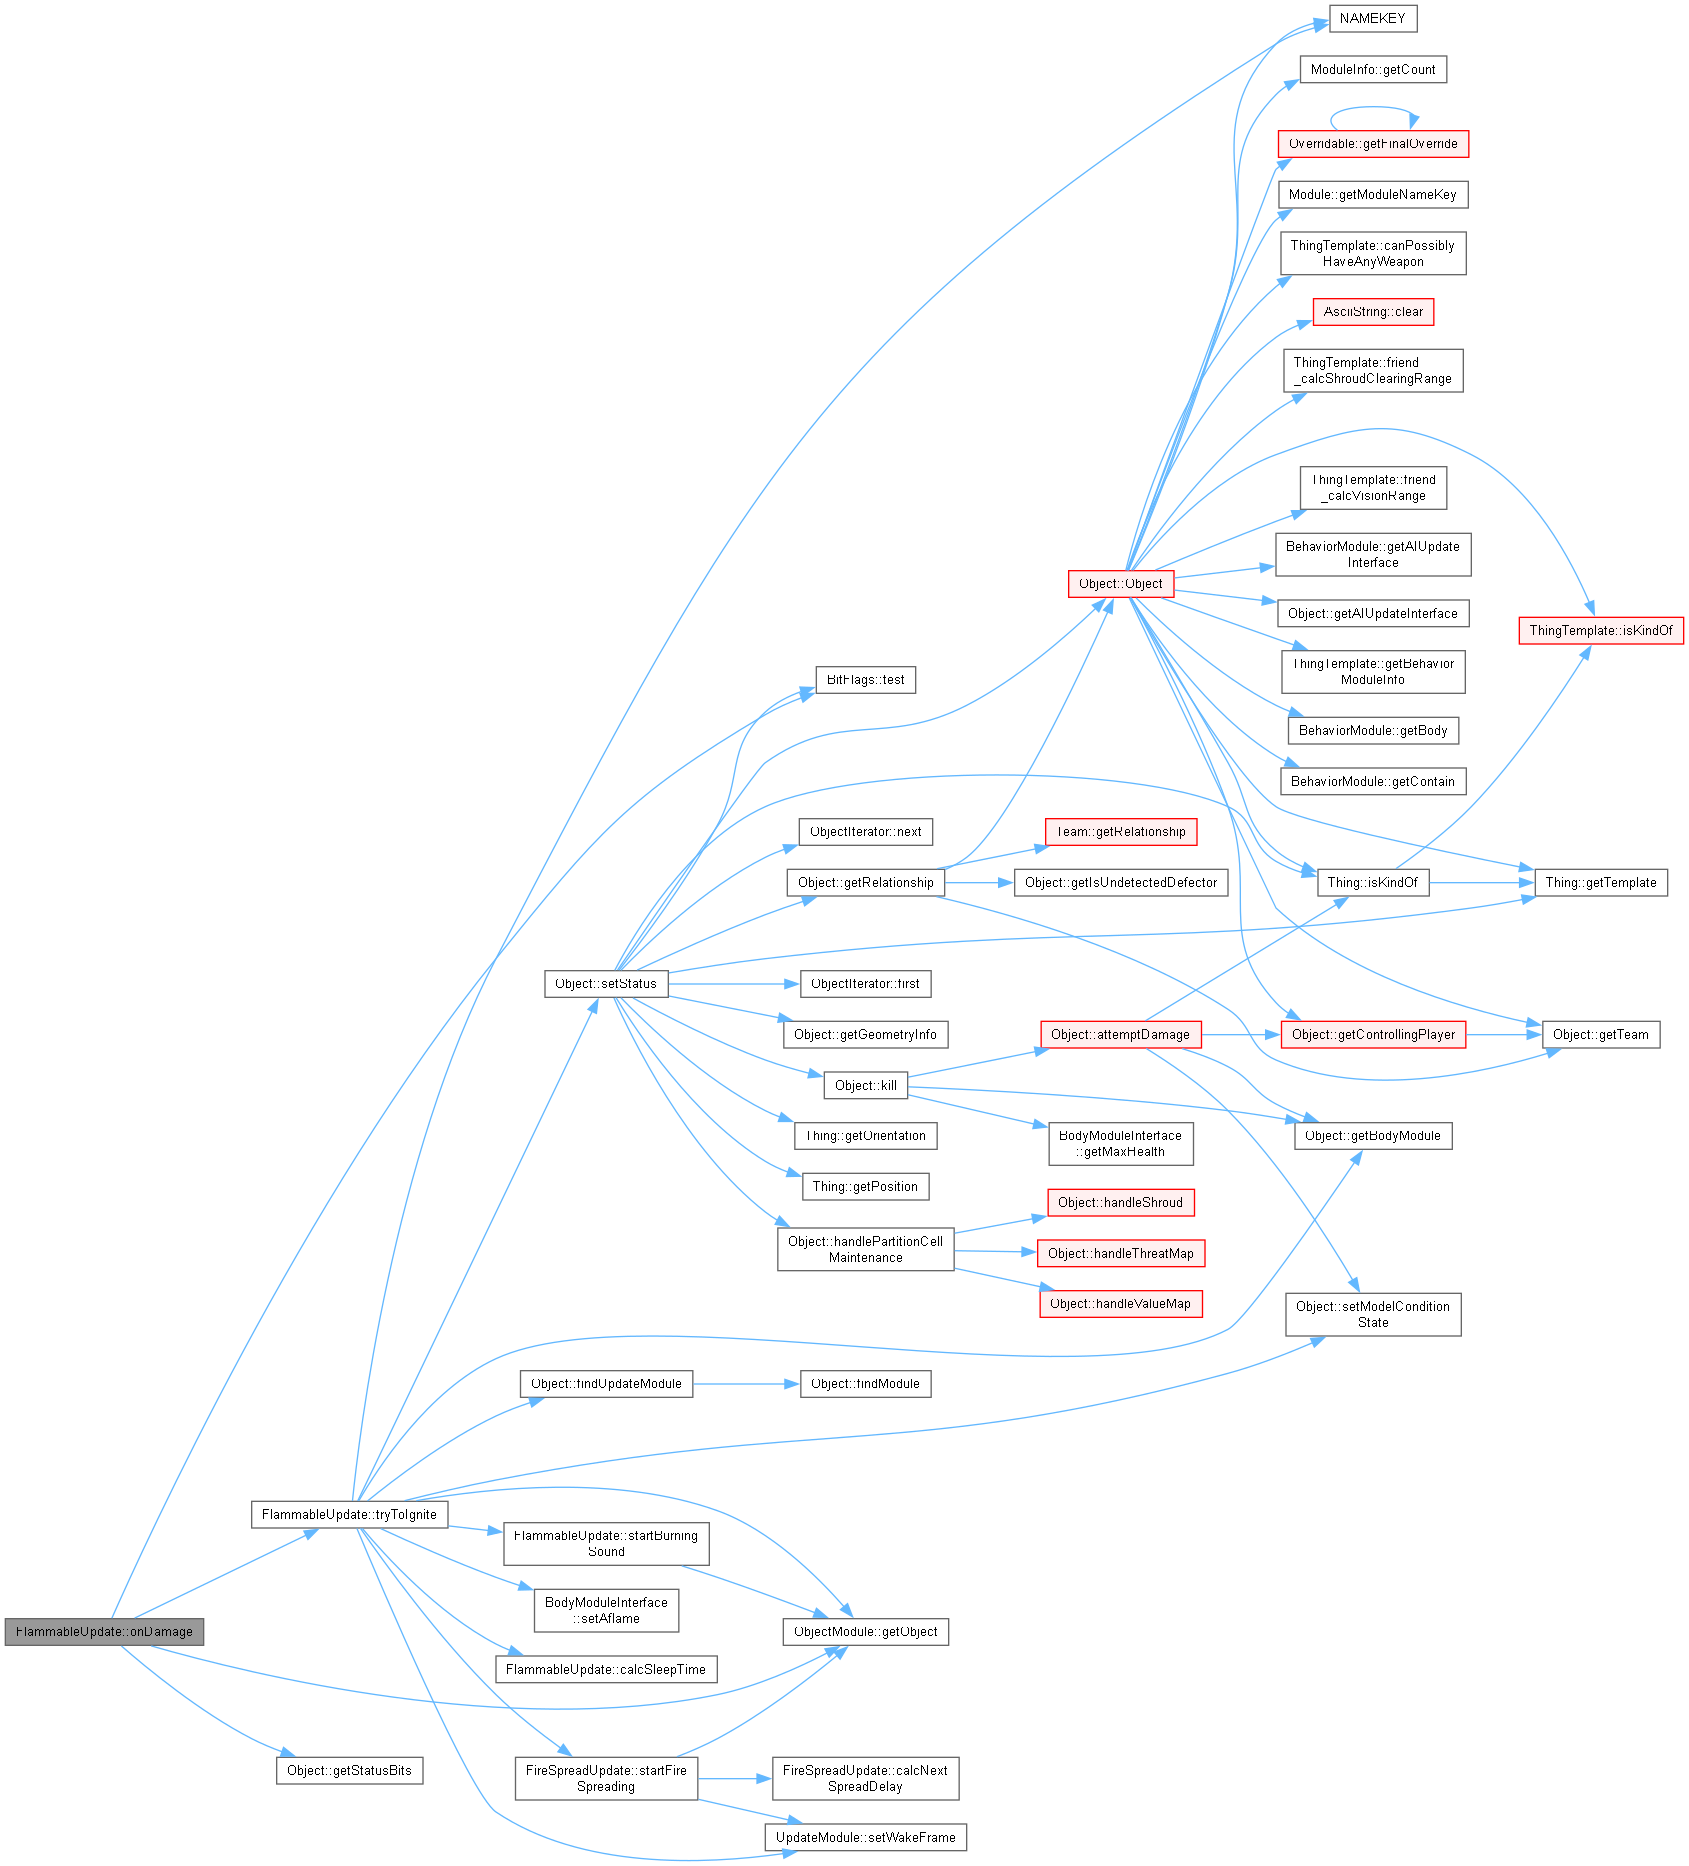 NAMEKEY
ModuleInfo::getCount
Overridable::getFinalOverride
Module::getModuleNameKey
ThingTemplate::canPossibly
HaveAnyWeapon
AsciiString::clear
ThingTemplate::friend
_calcShroudClearingRange
ThingTemplate::friend
_calcVisionRange
BehaviorModule::getAIUpdate
Interface
Object::Object
Object::getAIUpdateInterface
ThingTemplate::isKindOf
ThingTemplate::getBehavior
ModuleInfo
BitFlags::test
BehaviorModule::getBody
BehaviorModule::getContain
ObjectIterator::next
Team::getRelationship
Object::getRelationship
Object::getIsUndetectedDefector
Thing::isKindOf
Thing::getTemplate
Object::setStatus
ObjectIterator::first
Object::getGeometryInfo
Object::attemptDamage
Object::getControllingPlayer
Object::getTeam
Object::kill
Thing::getOrientation
BodyModuleInterface
::getMaxHealth
Object::getBodyModule
Thing::getPosition
Object::handleShroud
Object::handlePartitionCell
Maintenance
Object::handleThreatMap
Object::handleValueMap
Object::setModelCondition
State
Object::findUpdateModule
Object::findModule
FlammableUpdate::tryToIgnite
FlammableUpdate::startBurning
Sound
BodyModuleInterface
::setAflame
FlammableUpdate::onDamage
ObjectModule::getObject
FlammableUpdate::calcSleepTime
Object::getStatusBits
FireSpreadUpdate::startFire
Spreading
FireSpreadUpdate::calcNext
SpreadDelay
UpdateModule::setWakeFrame